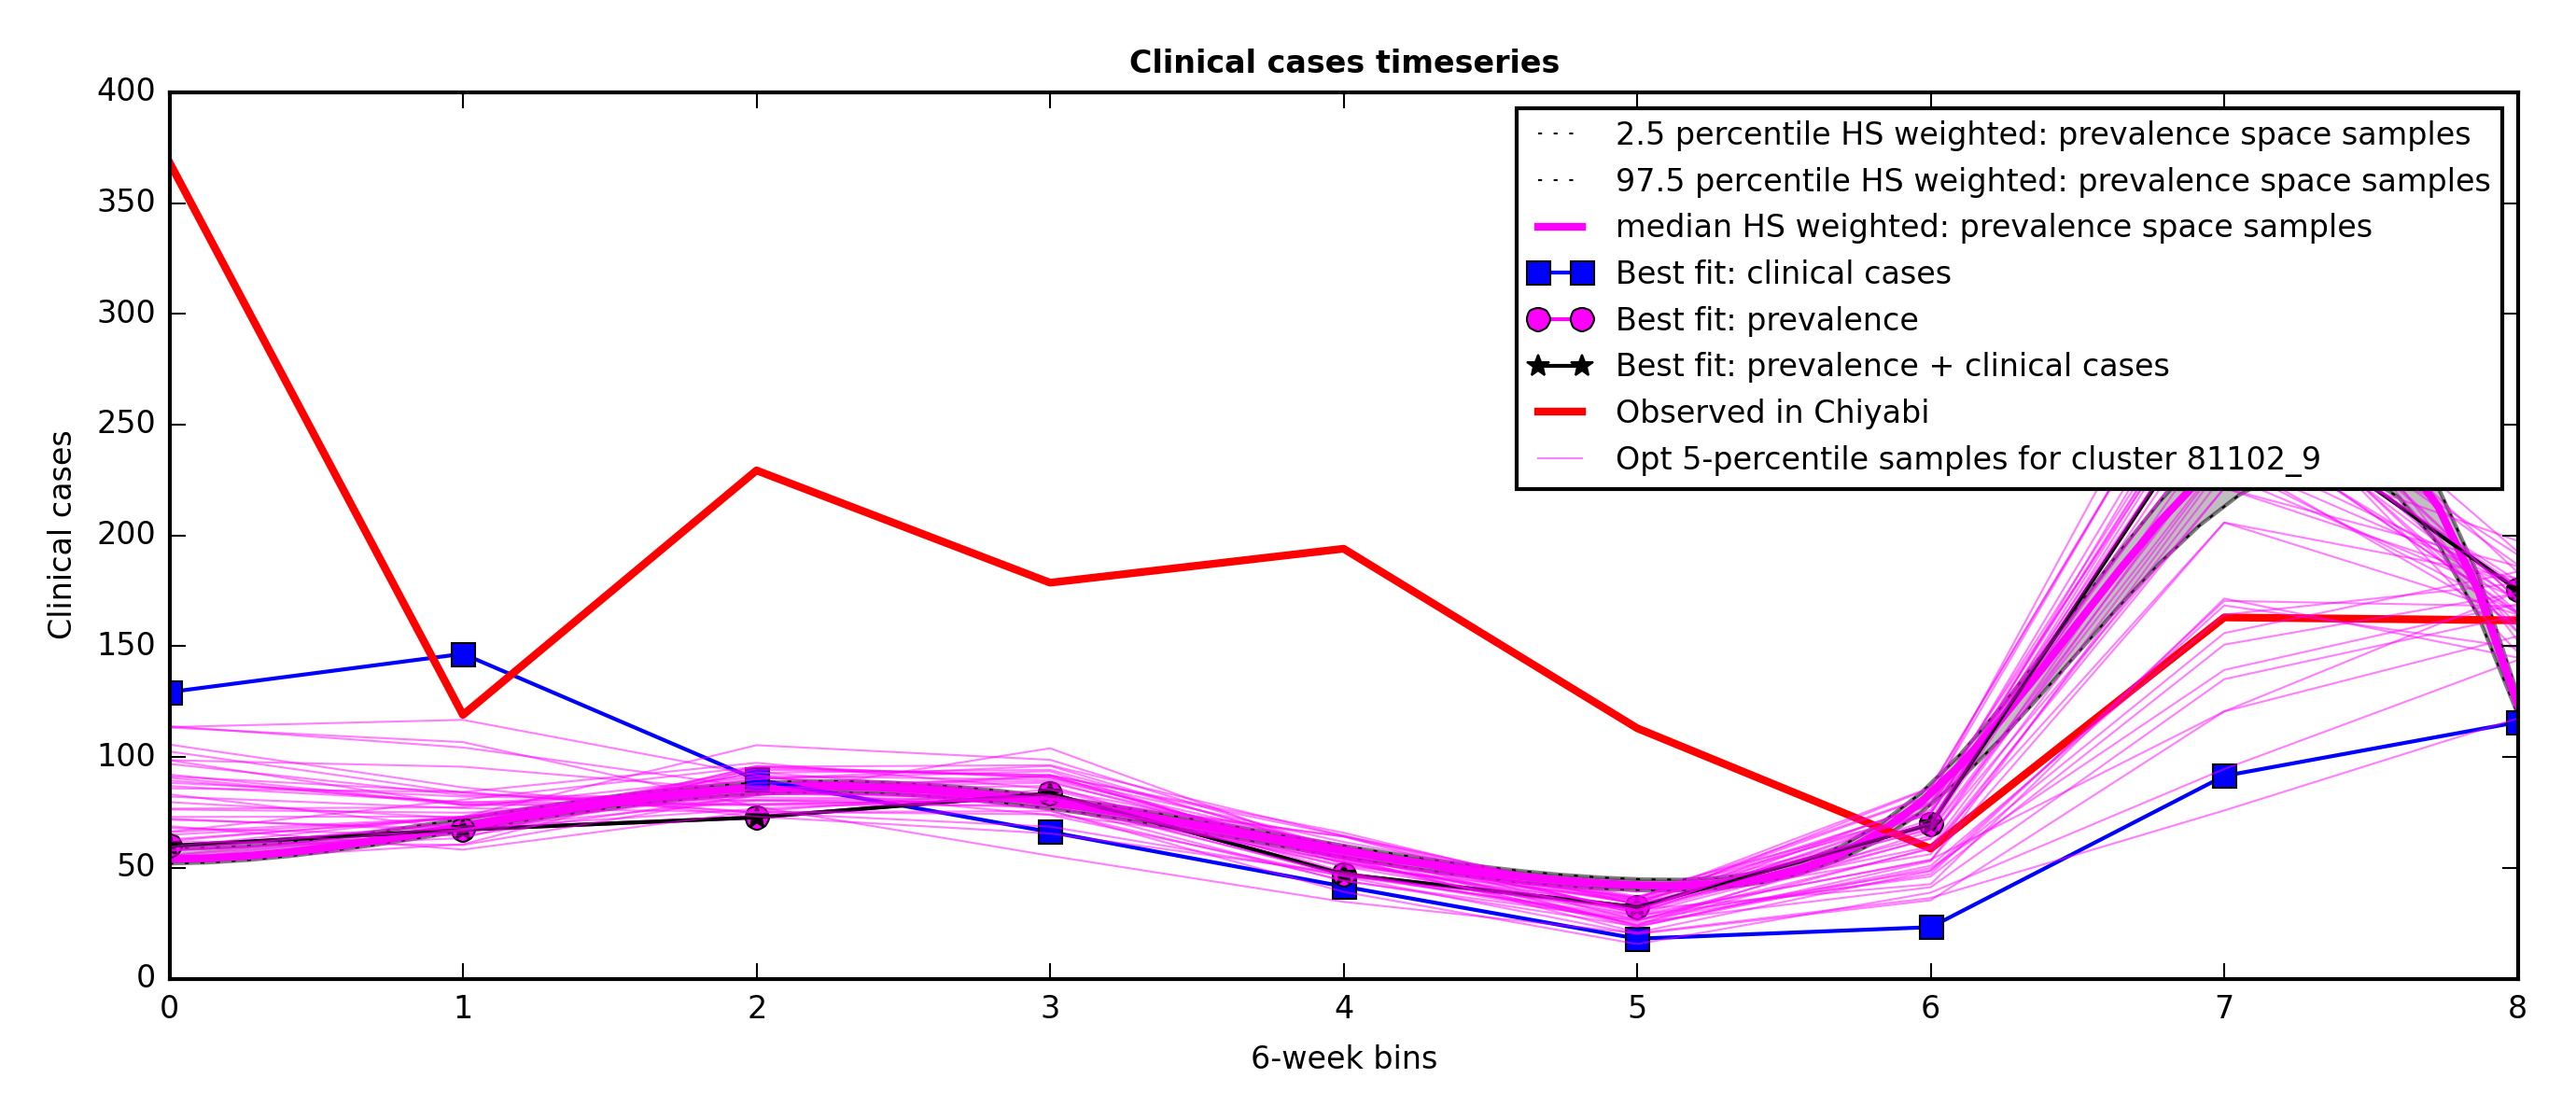 Clinical cases timeseries
400
350
300
250
200
150
100
50
0
Clinical cases
2.5 percentile HS weighted: prevalence space samples
97.5 percentile HS weighted: prevalence space samples
median HS weighted: prevalence space samples
Best fit: clinical cases
Best fit: prevalence
Best fit: prevalence + clinical cases
Observed in Chiyabi
Opt 5-percentile samples for cluster 81102_9
0 1 2 3 4 5 6 7 8
6-week bins